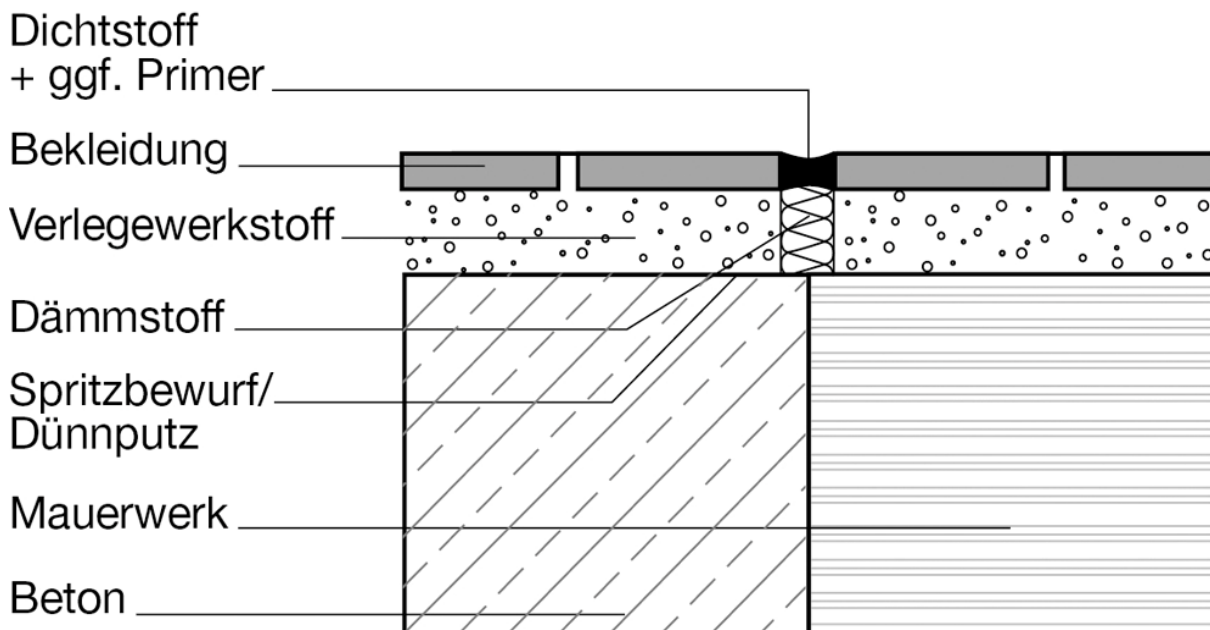 Dichtstoff
+ ggf. Primer
Bekleidung
Verlegewerkstoff
Dämmstoff
Spritzbewurf/
Dünnputz
Mauerwerk
Beton